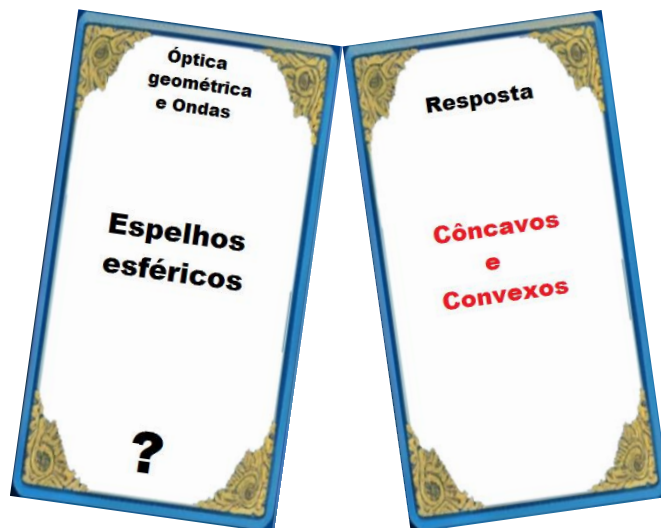 Óptica
geométrica
e Ondas
Espelhos
esféricos
?
Resposta
Côncavos
e
Convexos